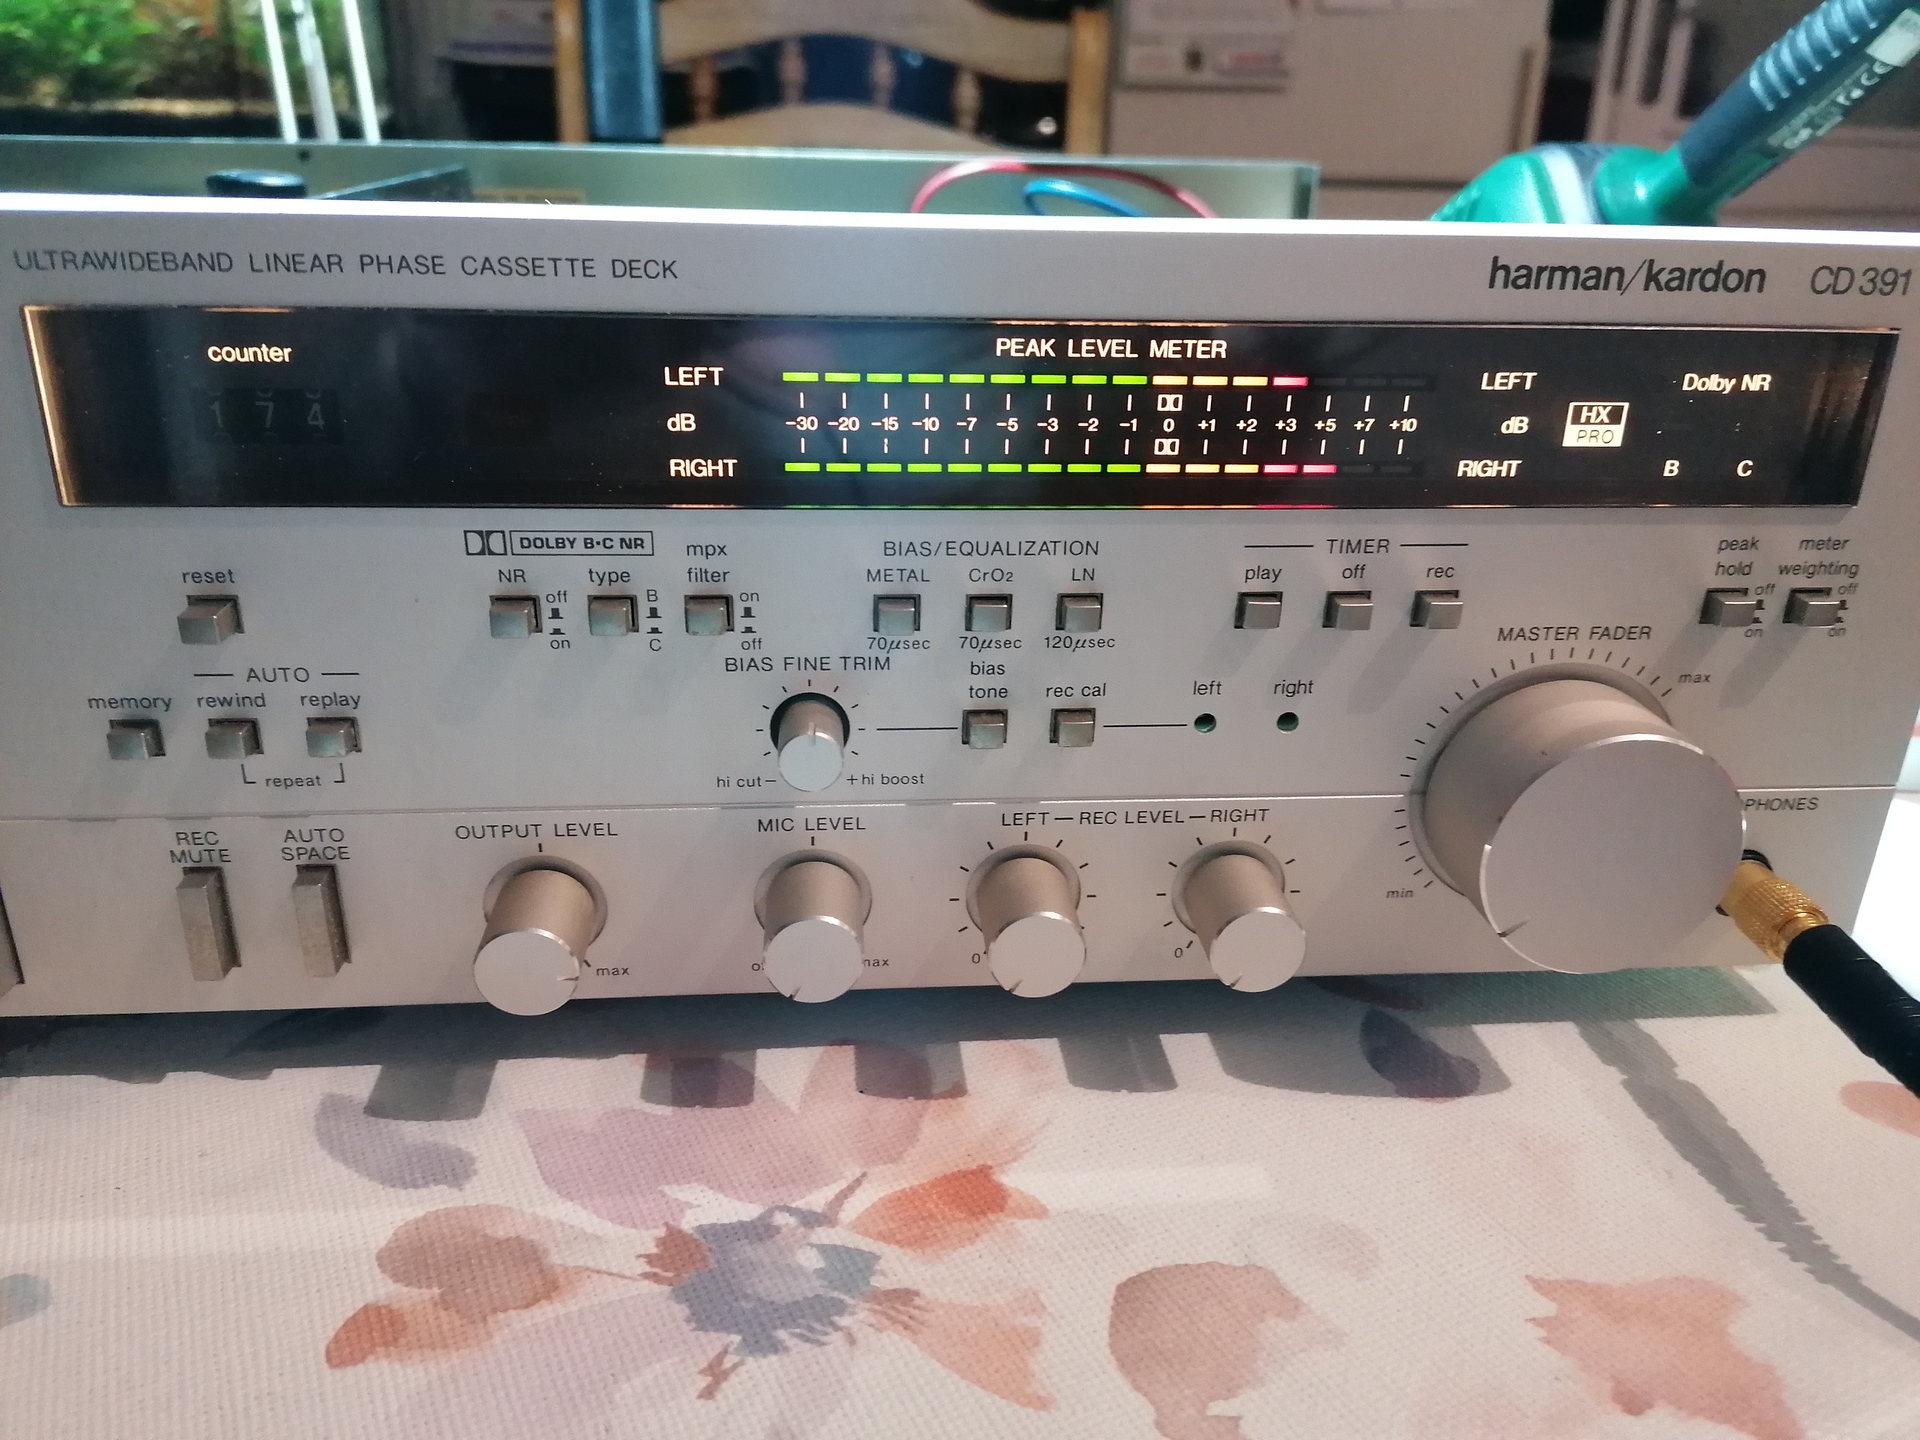 ULTRAWIDEBAND LINEAR PHASE CASSETTE DECK
harman/kardon CD391
counter
174
PEAK LEVEL METER
LEFT
dB
-30 -20 -15 -10 -7 -5 -3 -2 -1 0 +1 +2 +3 +5 +7 +10
RIGHT
LEFT
dB
RIGHT
HX
PRO
Dolby NR
B C
reset
DOLBY B·C NR
NR
off
on
type
B
C
mpx
filter
on
off
BIAS/EQUALIZATION
METAL
CrO2
LN
70µsec
70µsec
120µsec
TIMER
play
off
rec
peak
hold
off
on
meter
weighting
off
on
AUTO
memory
rewind
replay
repeat
BIAS FINE TRIM
hi cut-
+hi boost
bias
tone
rec cal
left
right
MASTER FADER
max
min
REC
MUTE
AUTO
SPACE
OUTPUT LEVEL
max
MIC LEVEL
LEFT — REC LEVEL — RIGHT
0
0
PHONES